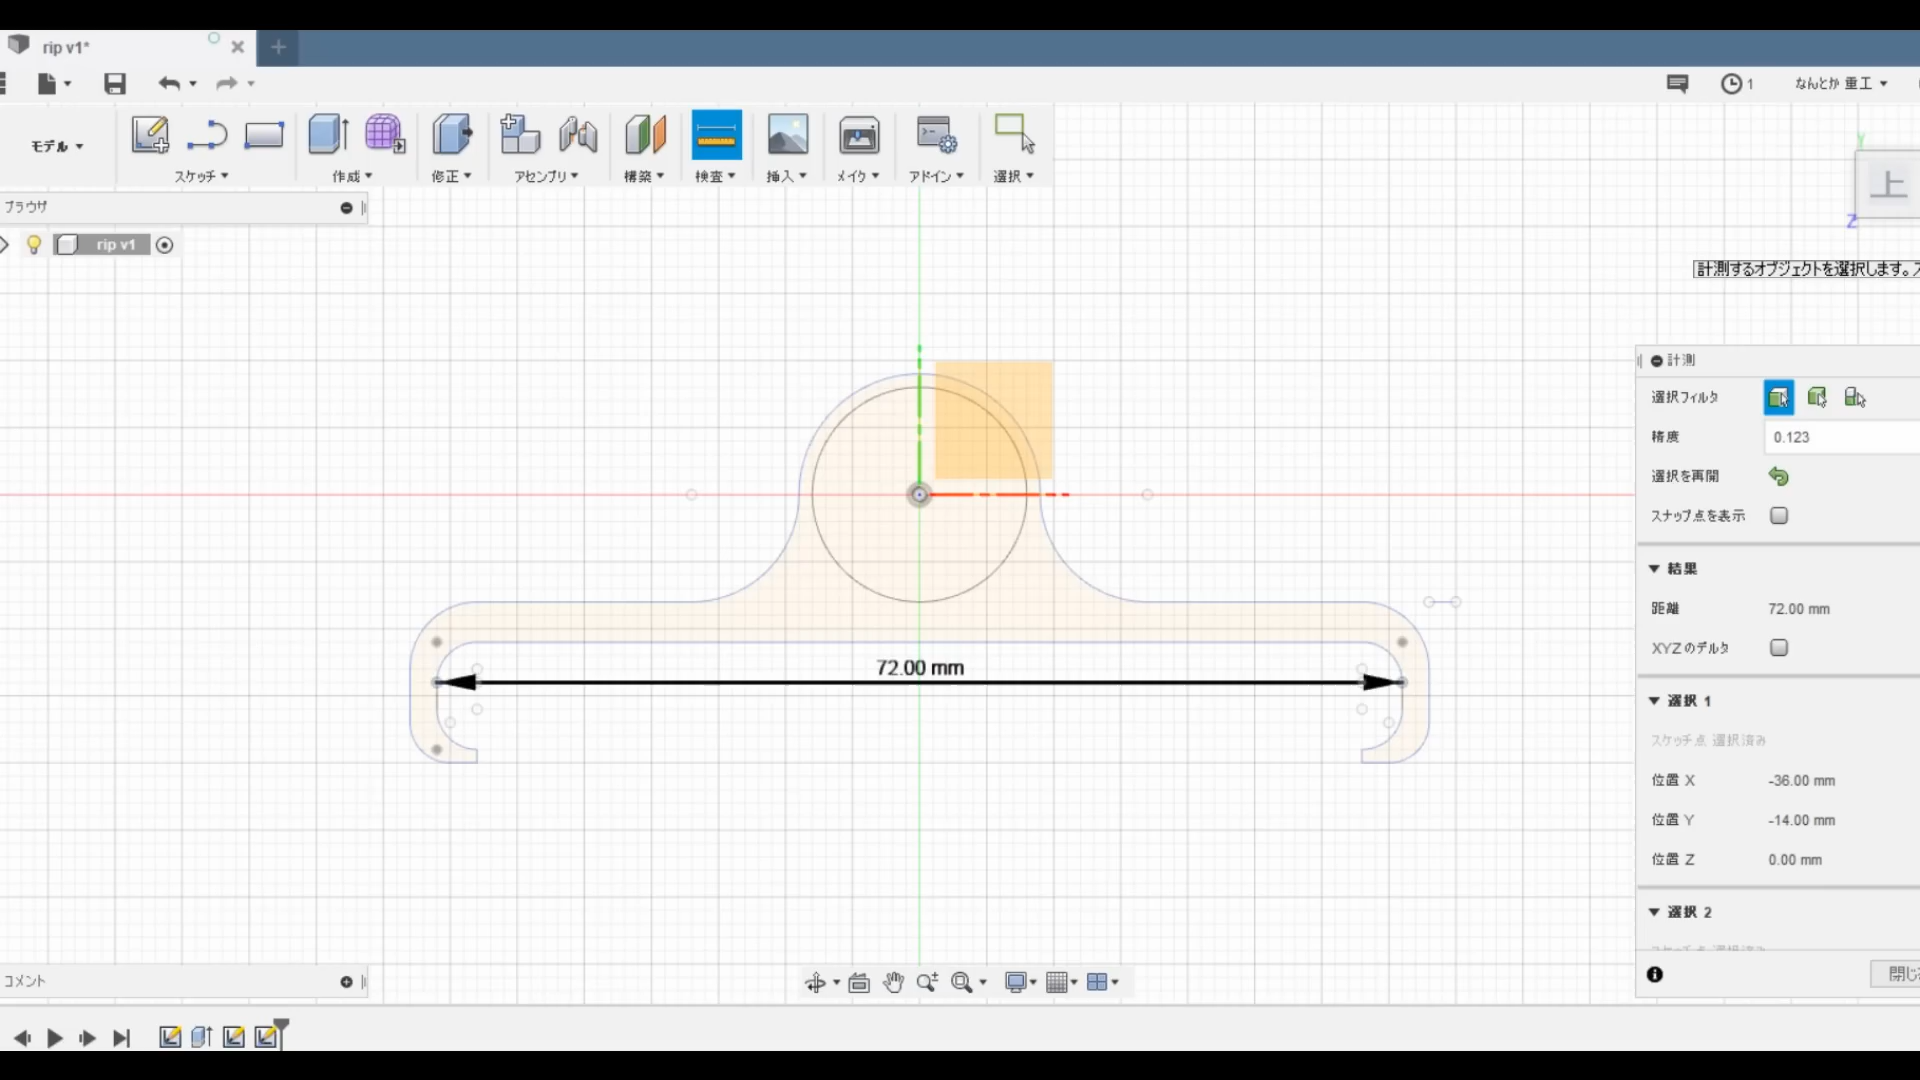 rip v1*
1
なんとか 重工
モデル
スケッチ
作成
修正
アセンブリ
構築
検査
挿入
メイク
アドイン
選択
ブラウザ
rip v1
Y
上
Z
計測するオブジェクトを選択します。
計測
選択フィルタ
精度 0.123
選択を再開
スナップ点を表示
結果
距離 72.00 mm
XYZのデルタ
72.00 mm
選択 1
スケッチ点 選択済み
位置 X -36.00 mm
位置 Y -14.00 mm
位置 Z 0.00 mm
選択 2
コメント
閉じ